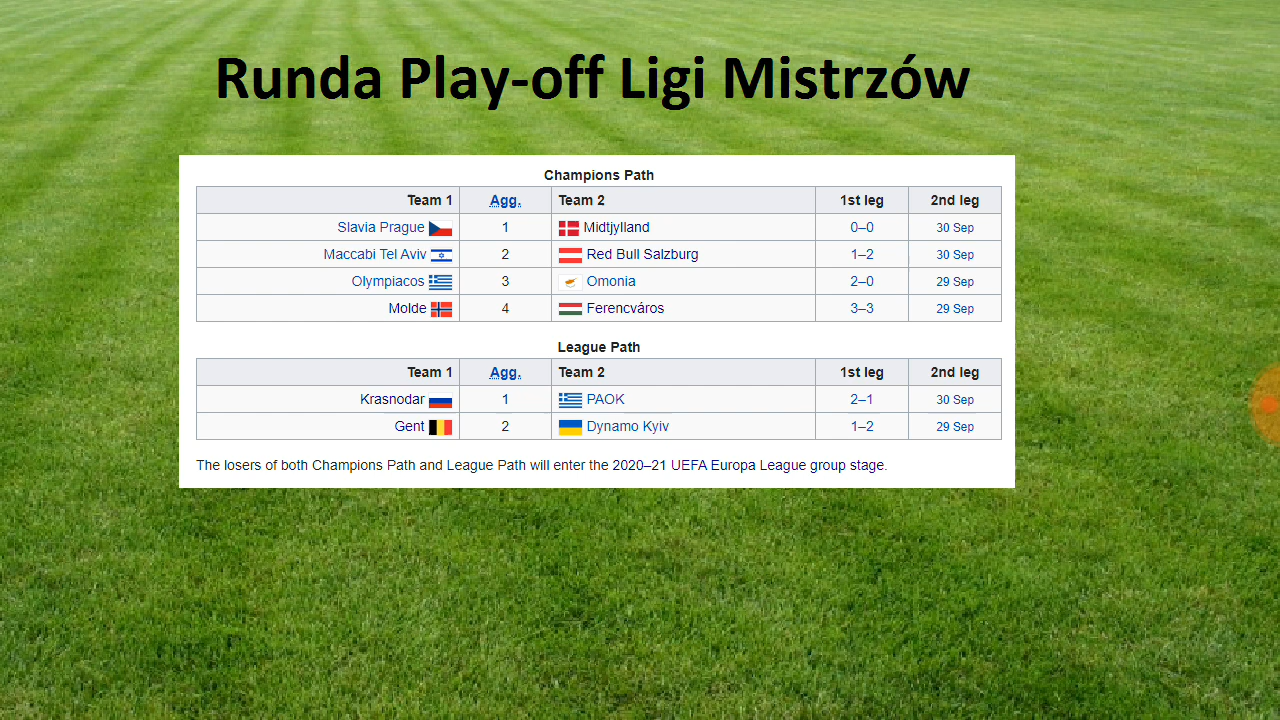 Runda Play-off Ligi Mistrzów
Champions Path
Team 1 Agg. Team 2 1st leg 2nd leg
Slavia Prague 1 Midtjylland 0–0 30 Sep
Maccabi Tel Aviv 2 Red Bull Salzburg 1–2 30 Sep
Olympiacos 3 Omonia 2–0 29 Sep
Molde 4 Ferencváros 3–3 29 Sep
League Path
Team 1 Agg. Team 2 1st leg 2nd leg
Krasnodar 1 PAOK 2–1 30 Sep
Gent 2 Dynamo Kyiv 1–2 29 Sep
The losers of both Champions Path and League Path will enter the 2020–21 UEFA Europa League group stage.